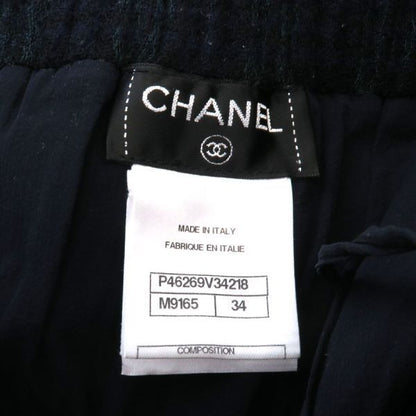 CHANEL
MADE IN ITALY
FABRIQUE EN ITALIE
P46269V34218
M9165 34
COMPOSITION